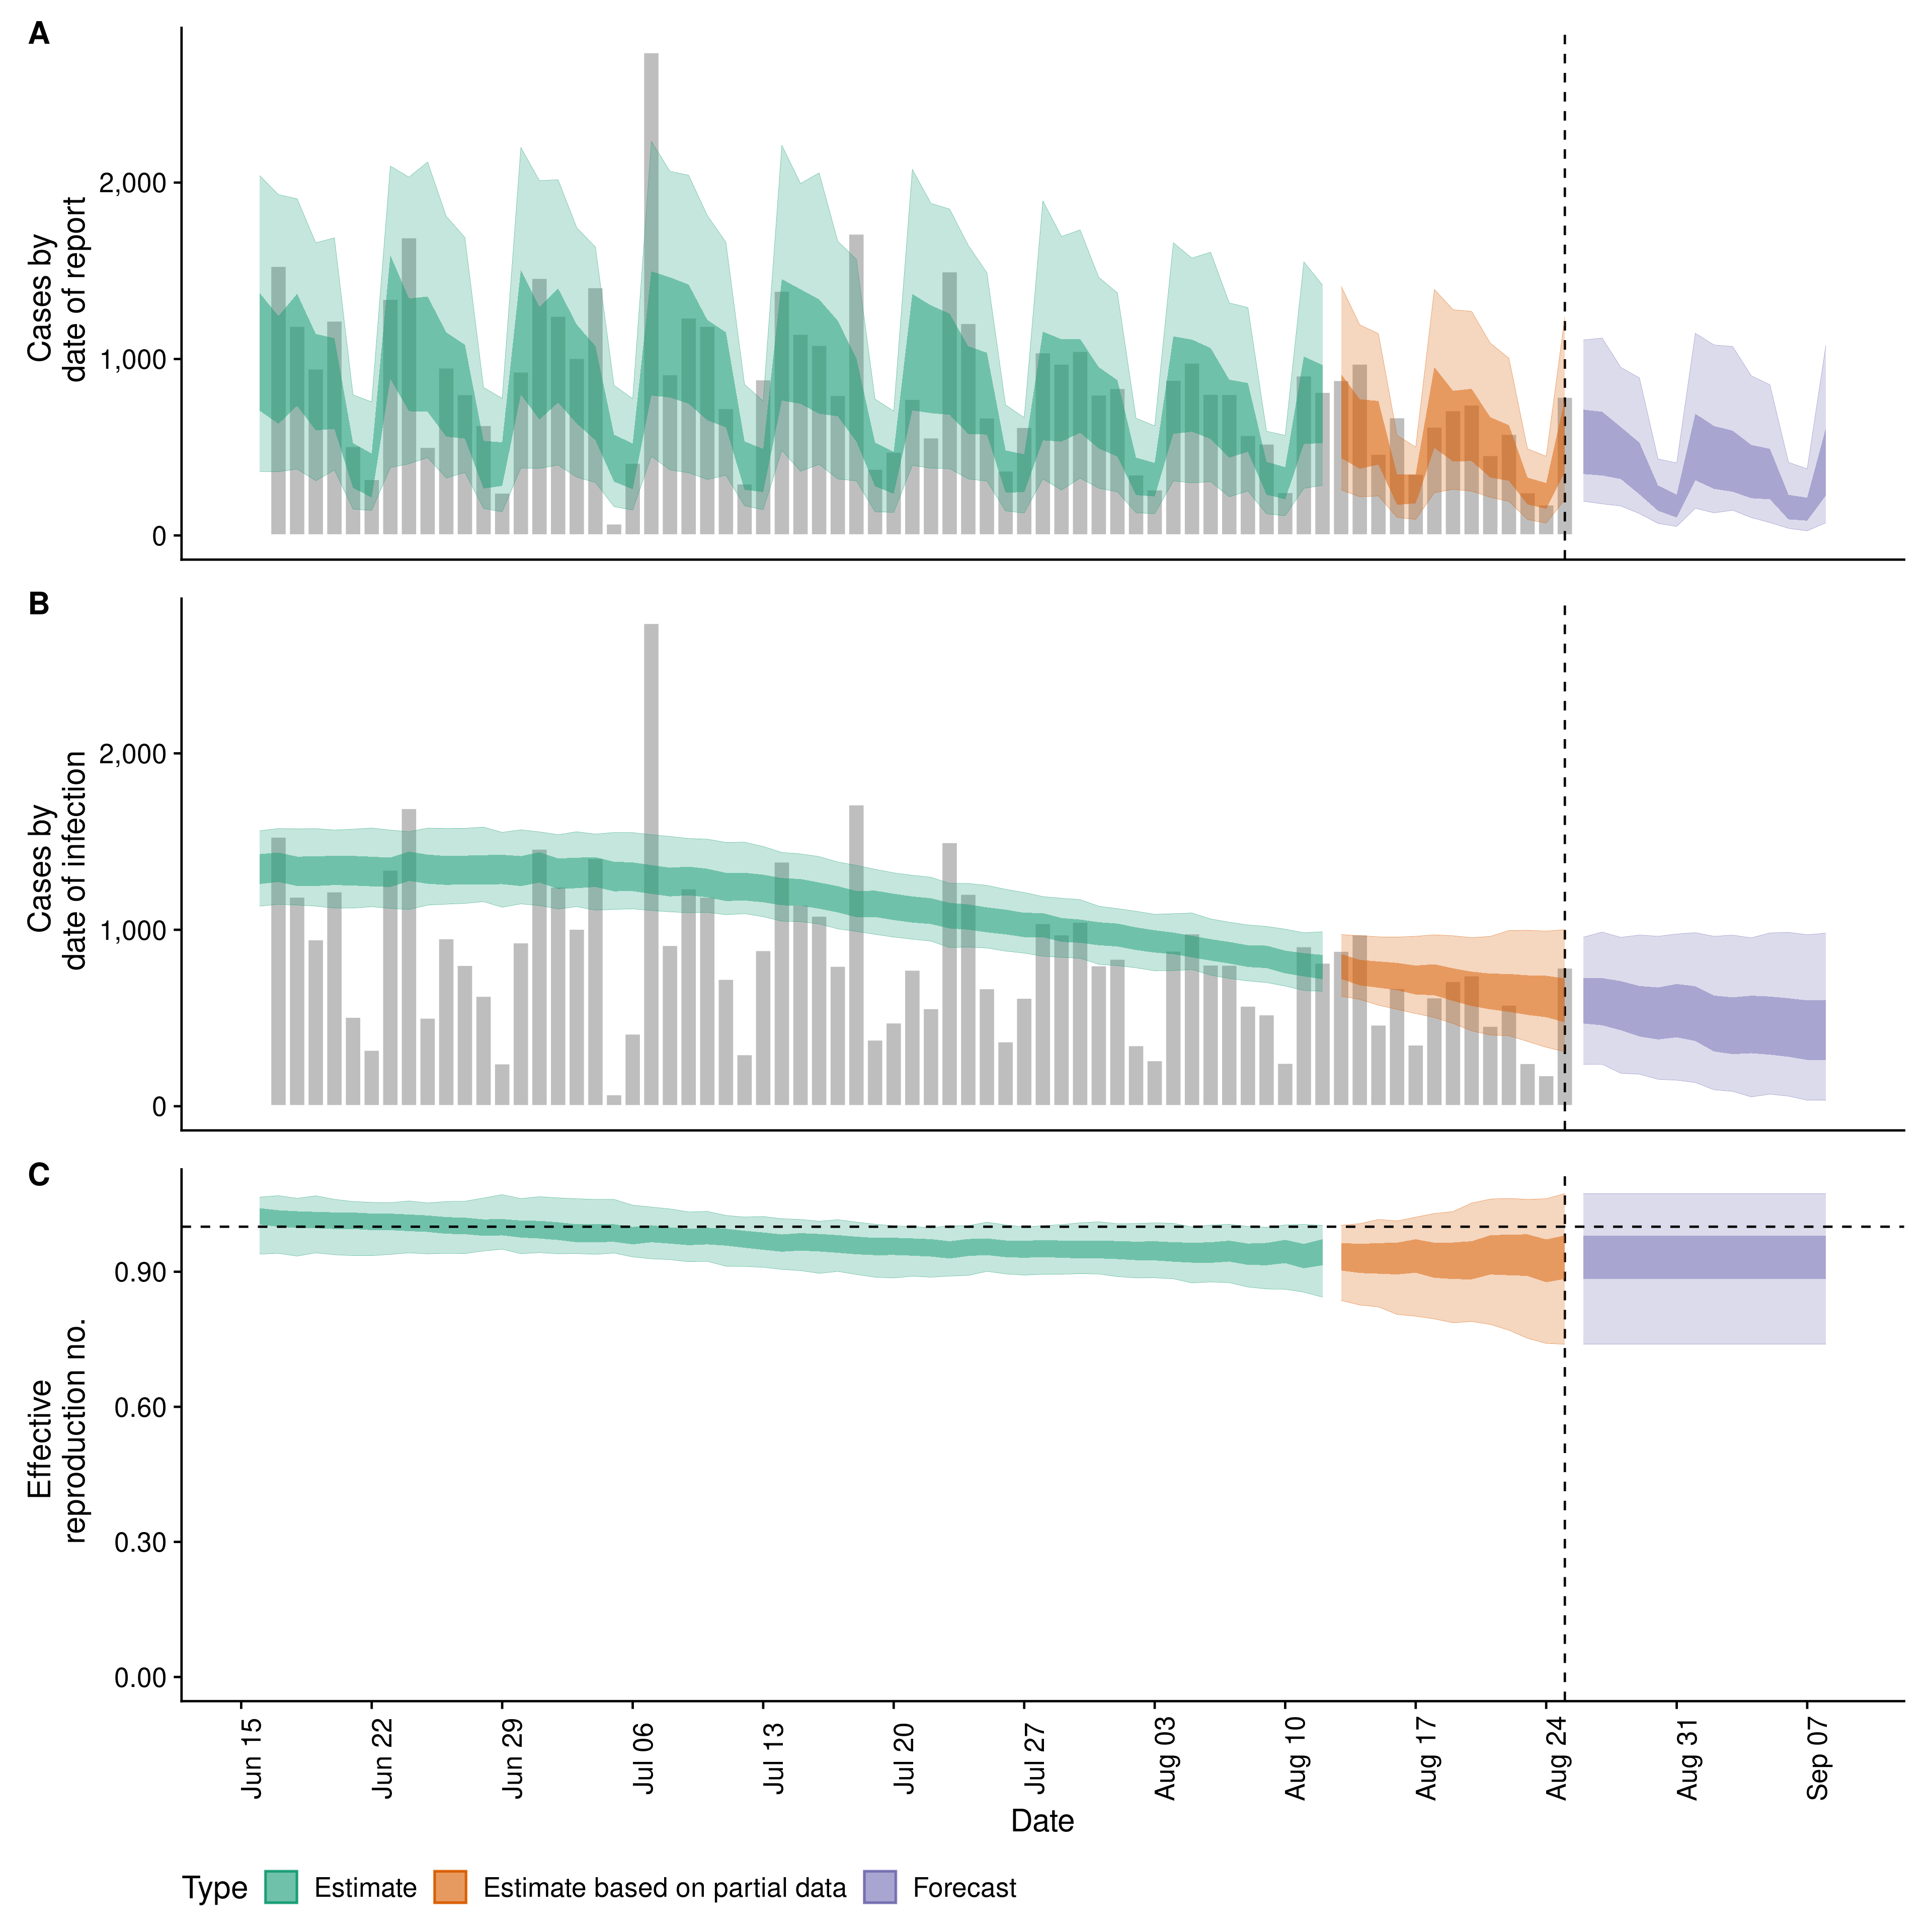 A
Cases by
date of report
2,000
1,000
0
B
Cases by
date of infection
2,000
1,000
0
C
Effective
reproduction no.
0.90
0.60
0.30
0.00
Jun 15
Jun 22
Jun 29
Jul 06
Jul 13
Jul 20
Jul 27
Aug 03
Aug 10
Aug 17
Aug 24
Aug 31
Sep 07
Date
Type Estimate Estimate based on partial data Forecast